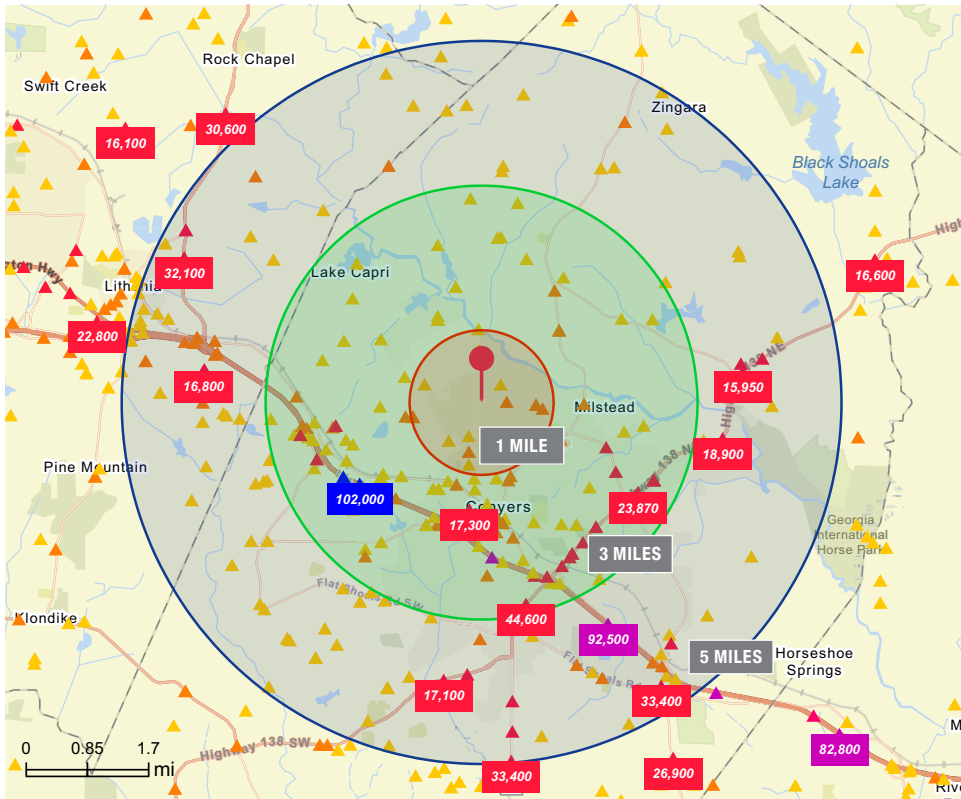 Rock Chapel
Swift Creek
Zingara
30,600
16,100
Black Shoals
Lake
High
16,600
32,100
Lake Capri
Lithonia
22,800
15,950
16,800
Milstead
1 MILE
18,900
Pine Mountain
102,000
Conyers
17,300
23,870
Georgia
International
Horse Park
3 MILES
Flat Shoals Rd SW
44,600
Klondike
92,500
5 MILES
Horseshoe
Springs
17,100
33,400
Highway 138 SW
82,800
0 0.85 1.7
mi
33,400
26,900